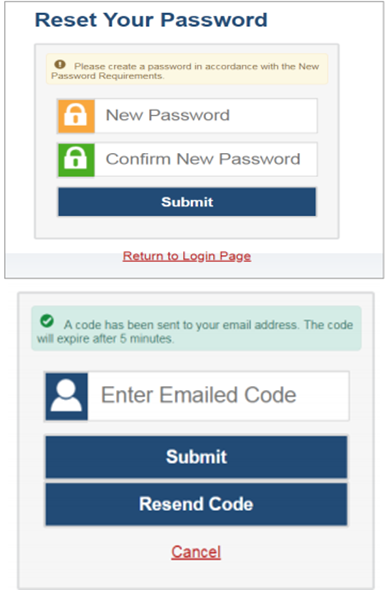 Reset Your Password
Please create a password in accordance with the New
Password Requirements.
New Password
Confirm New Password
Submit
Return to Login Page
A code has been sent to your email address. The code
will expire after 5 minutes.
Enter Emailed Code
Submit
Resend Code
Cancel